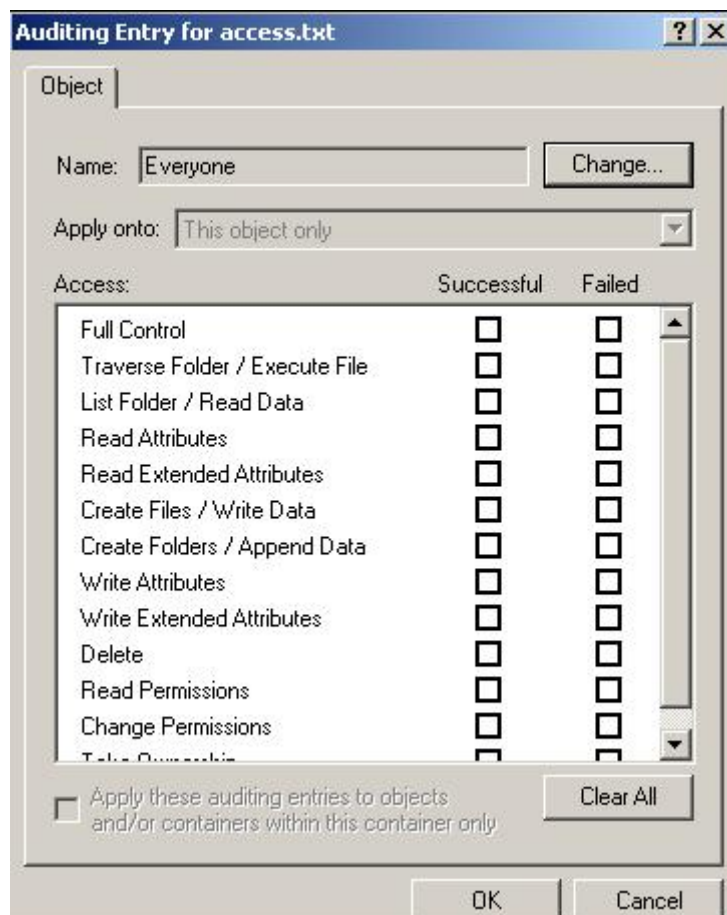 Auditing Entry for access.txt
Object
Name: Everyone Change...
Apply onto: This object only
Access: Successful Failed
Full Control
Traverse Folder / Execute File
List Folder / Read Data
Read Attributes
Read Extended Attributes
Create Files / Write Data
Create Folders / Append Data
Write Attributes
Write Extended Attributes
Delete
Read Permissions
Change Permissions
Take Ownership
Apply these auditing entries to objects
and/or containers within this container only
Clear All
OK Cancel